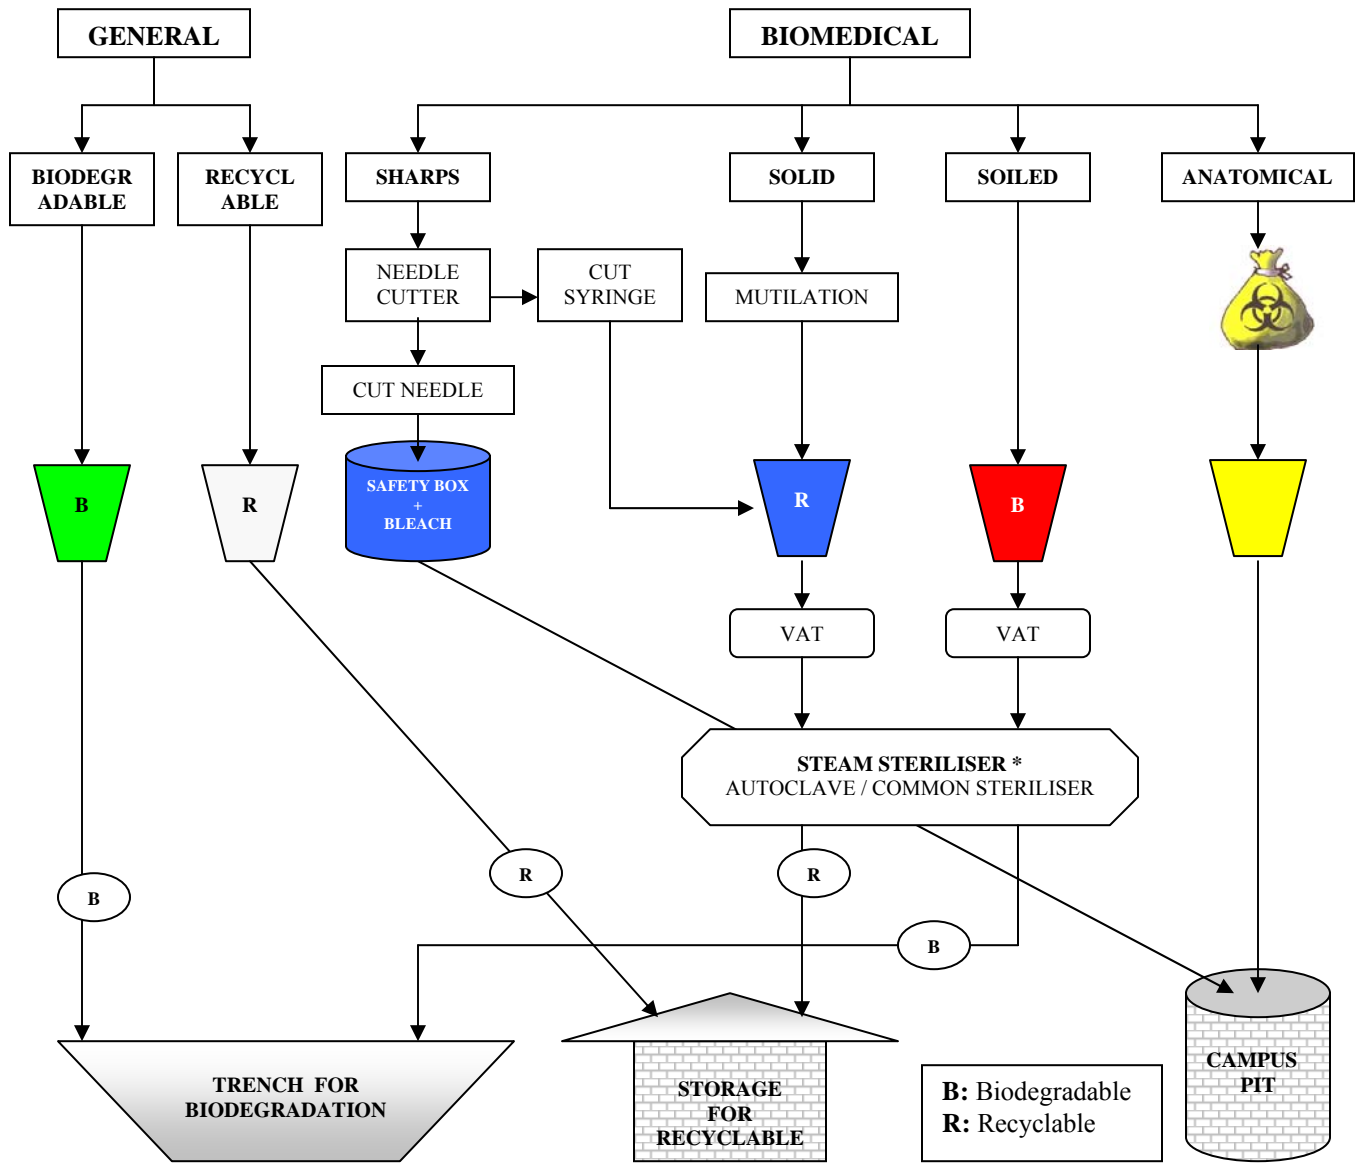 GENERAL
BIOMEDICAL
BIODEGR
ADABLE
RECYCL
ABLE
SHARPS
SOLID
SOILED
ANATOMICAL
NEEDLE
CUTTER
CUT
SYRINGE
MUTILATION
CUT NEEDLE
B
R
SAFETY BOX
+
BLEACH
R
B
VAT
VAT
STEAM STERILISER *
AUTOCLAVE / COMMON STERILISER
B
R
R
B
TRENCH FOR
BIODEGRADATION
STORAGE
FOR
RECYCLABLE
B: Biodegradable
R: Recyclable
CAMPUS
PIT